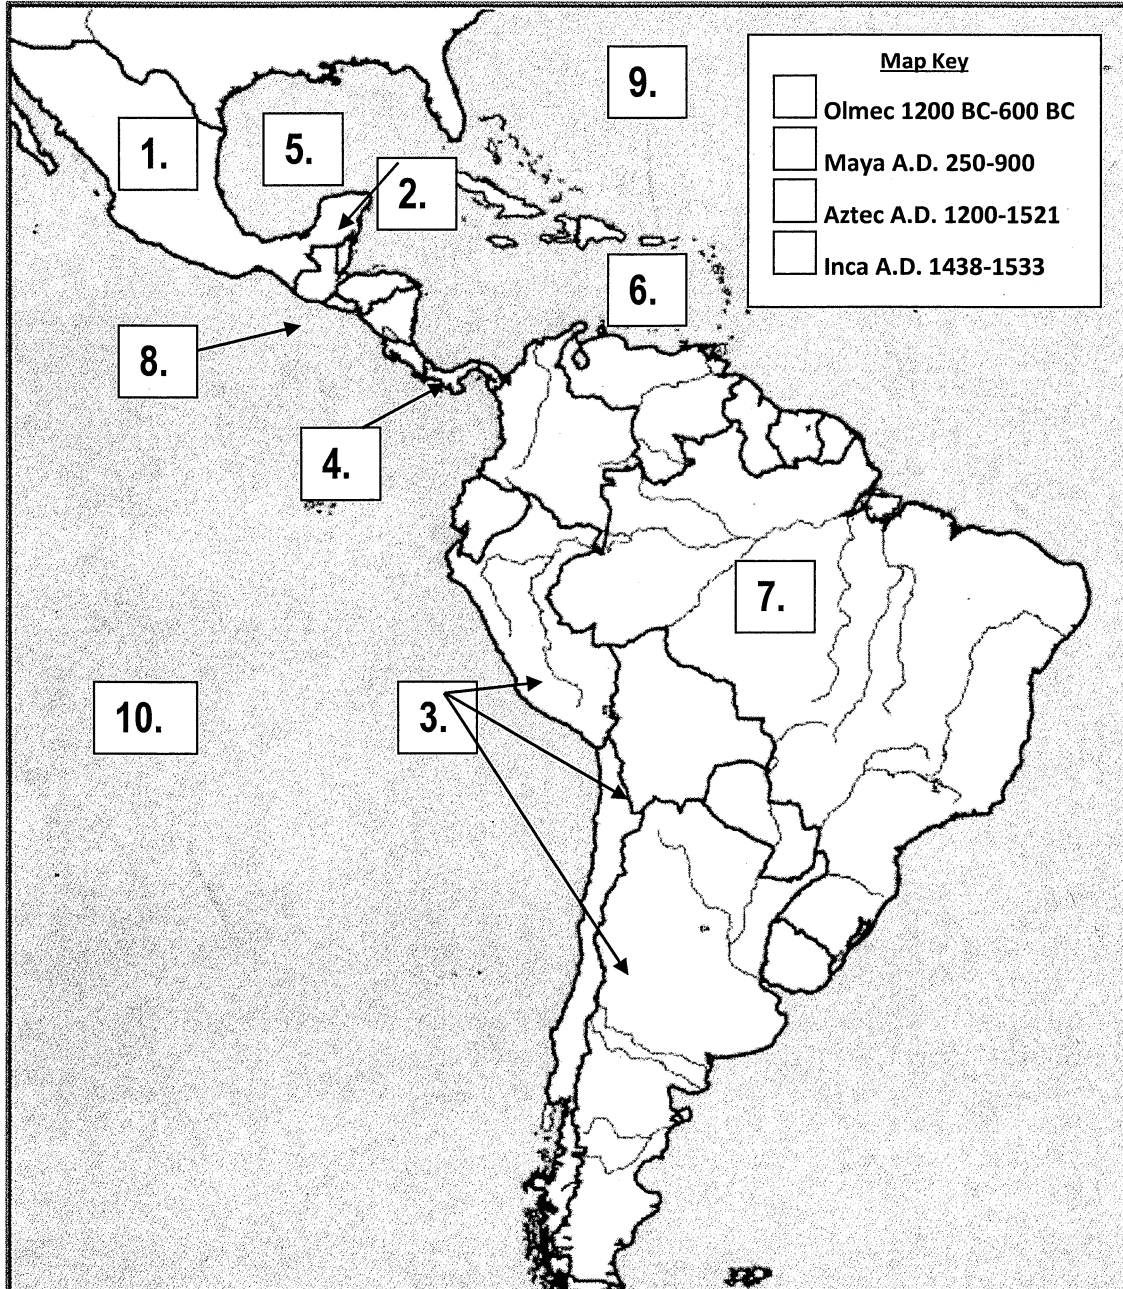 9.
Map Key
Olmec 1200 BC-600 BC
Maya A.D. 250-900
Aztec A.D. 1200-1521
Inca A.D. 1438-1533
1.
5.
2.
6.
8.
4.
7.
10.
3.